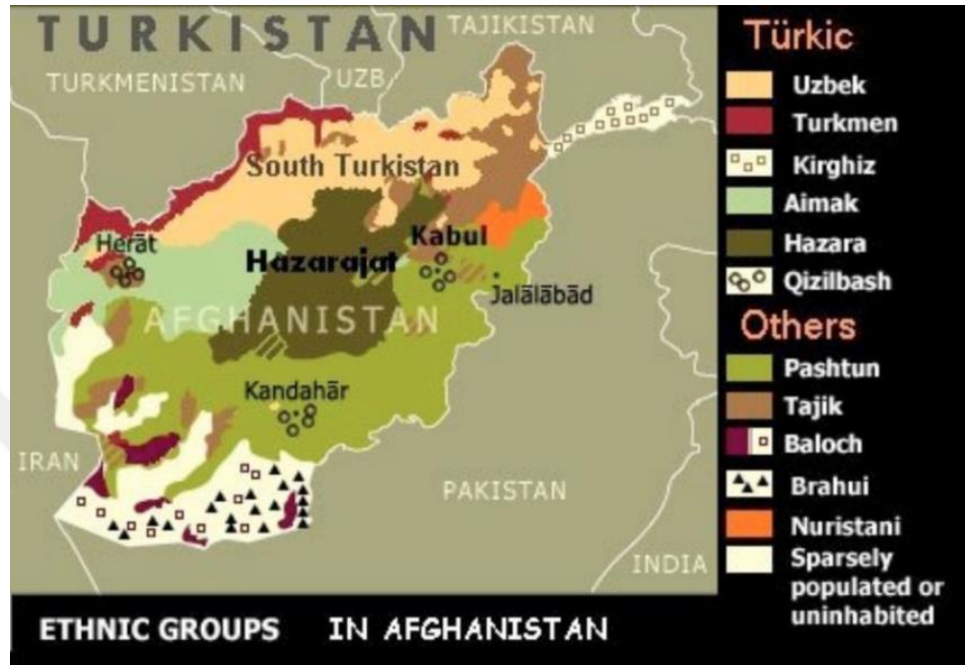 TURKISTAN
TAJIKISTAN
TURKMENISTAN
UZB
South Turkistan
Herāt
Hazarajat
Kabul
Jalālābād
AFGHANISTAN
Kandahār
IRAN
PAKISTAN
INDIA
ETHNIC GROUPS IN AFGHANISTAN
Türkic
Uzbek
Turkmen
Kirghiz
Aimak
Hazara
Qizilbash
Others
Pashtun
Tajik
Baloch
Brahui
Nuristani
Sparsely
populated or
uninhabited